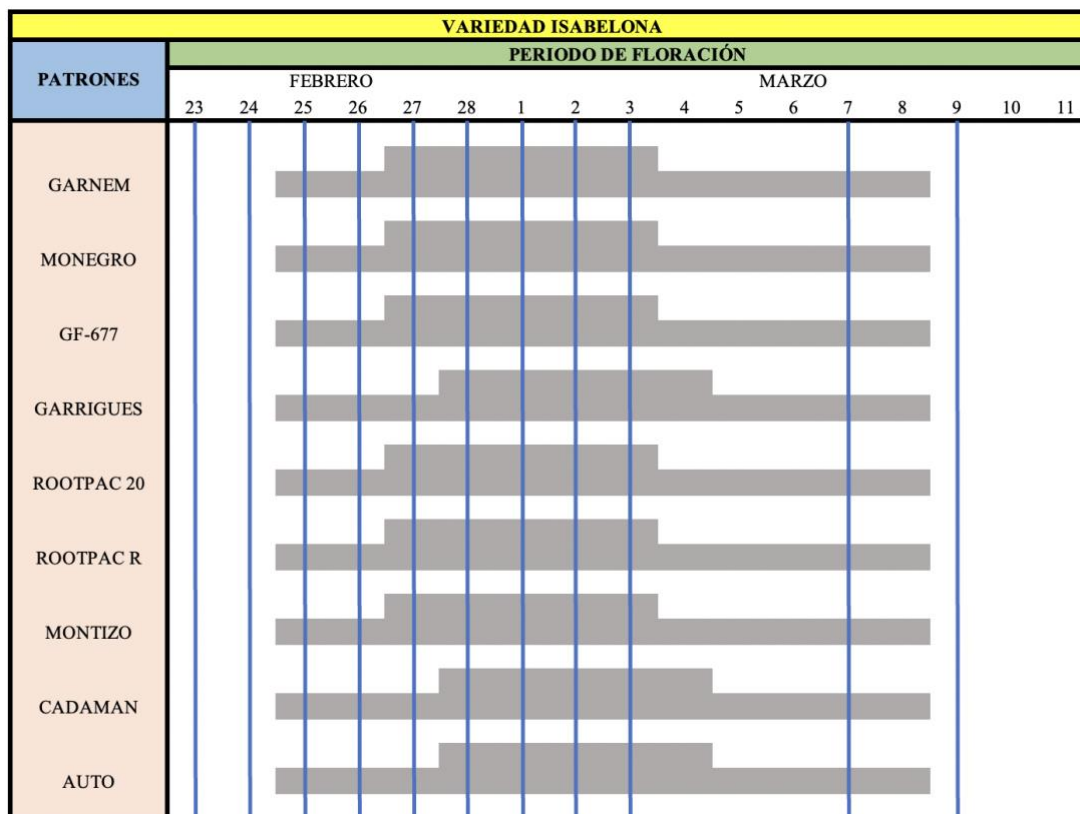 VARIEDAD ISABELONA
PATRONES
PERIODO DE FLORACIÓN
FEBRERO MARZO
23 24 25 26 27 28 1 2 3 4 5 6 7 8 9 10 11
GARNEM
MONEGRO
GF-677
GARRIGUES
ROOTPAC 20
ROOTPAC R
MONTIZO
CADAMAN
AUTO